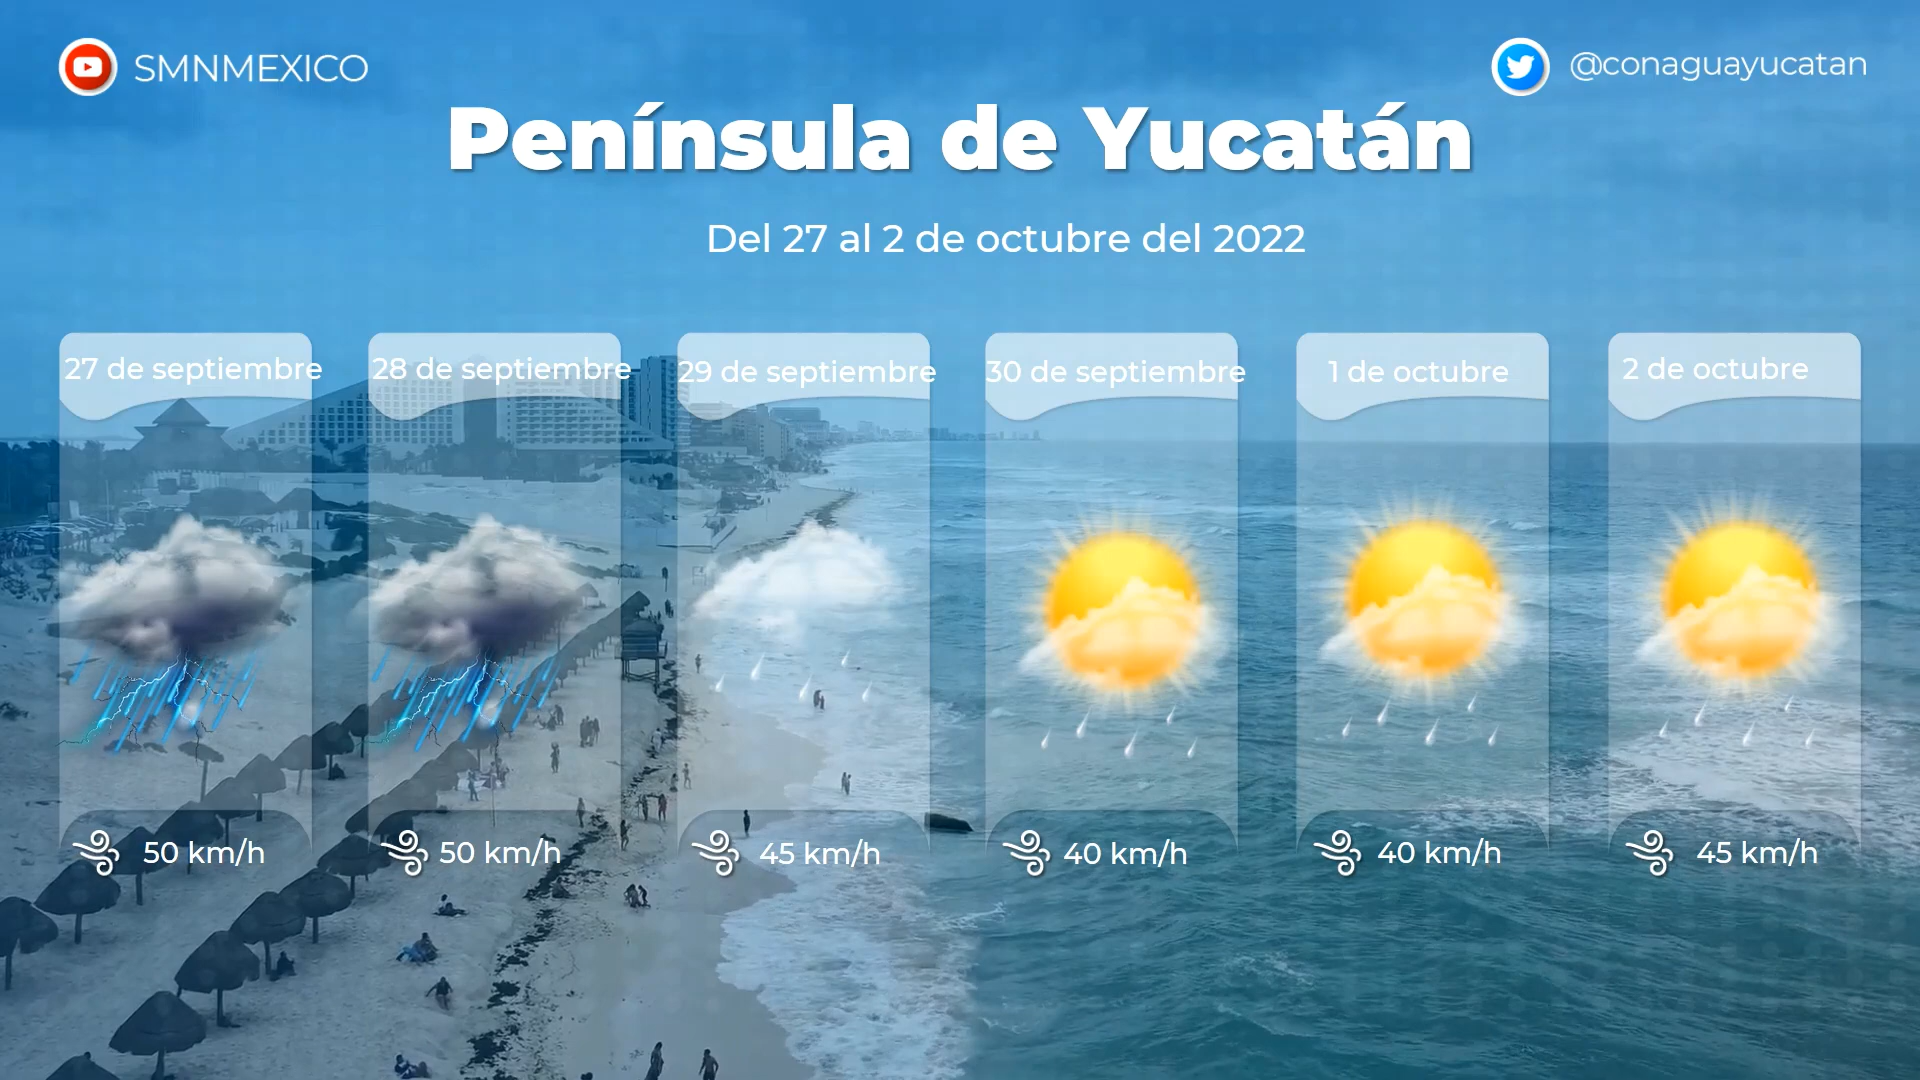 SMNMEXICO
@conaguayucatan
Península de Yucatán
Del 27 al 2 de octubre del 2022
27 de septiembre
28 de septiembre
29 de septiembre
30 de septiembre
1 de octubre
2 de octubre
50 km/h
50 km/h
45 km/h
40 km/h
40 km/h
45 km/h